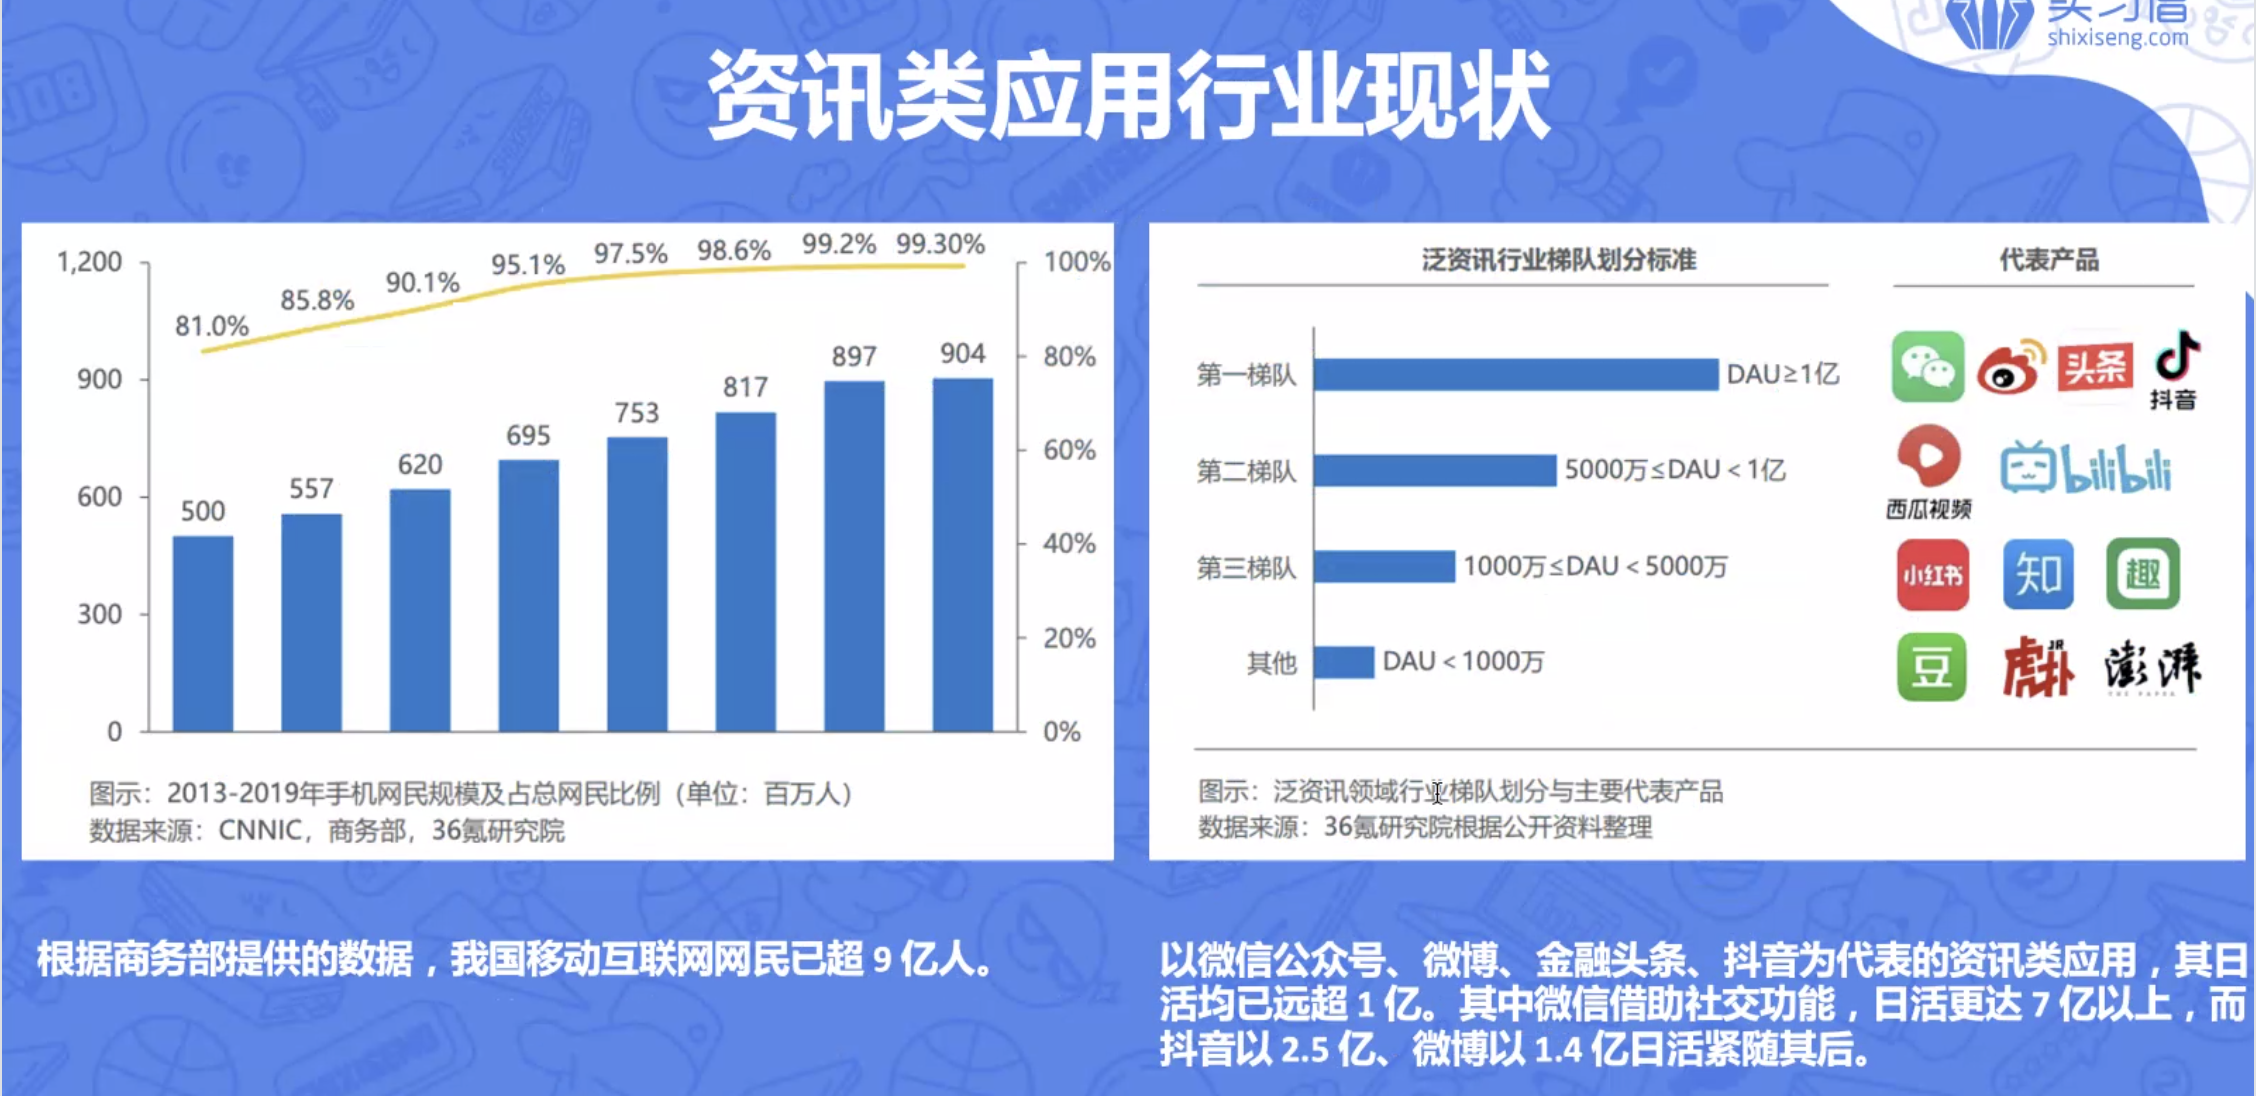 shixiseng.com
资讯类应用行业现状
1,200
900
600
300
0
81.0%
85.8%
90.1%
95.1%
97.5%
98.6%
99.2%
99.30%
500
557
620
695
753
817
897
904
100%
80%
60%
40%
20%
0%
图示：2013-2019年手机网民规模及占总网民比例（单位：百万人）
数据来源：CNNIC，商务部，36氪研究院
泛资讯行业梯队划分标准
代表产品
第一梯队
DAU≥1亿
头条
抖音
第二梯队
5000万≤DAU＜1亿
西瓜视频
bilibili
第三梯队
1000万≤DAU＜5000万
小红书
知
趣
其他
DAU＜1000万
豆
虎扑
JR
澎湃
THE PAPER
图示：泛资讯领域行业梯队划分与主要代表产品
数据来源：36氪研究院根据公开资料整理
根据商务部提供的数据，我国移动互联网网民已超 9 亿人。
以微信公众号、微博、金融头条、抖音为代表的资讯类应用，其日
活均已远超 1 亿。其中微信借助社交功能，日活更达 7 亿以上，而
抖音以 2.5 亿、微博以 1.4 亿日活紧随其后。